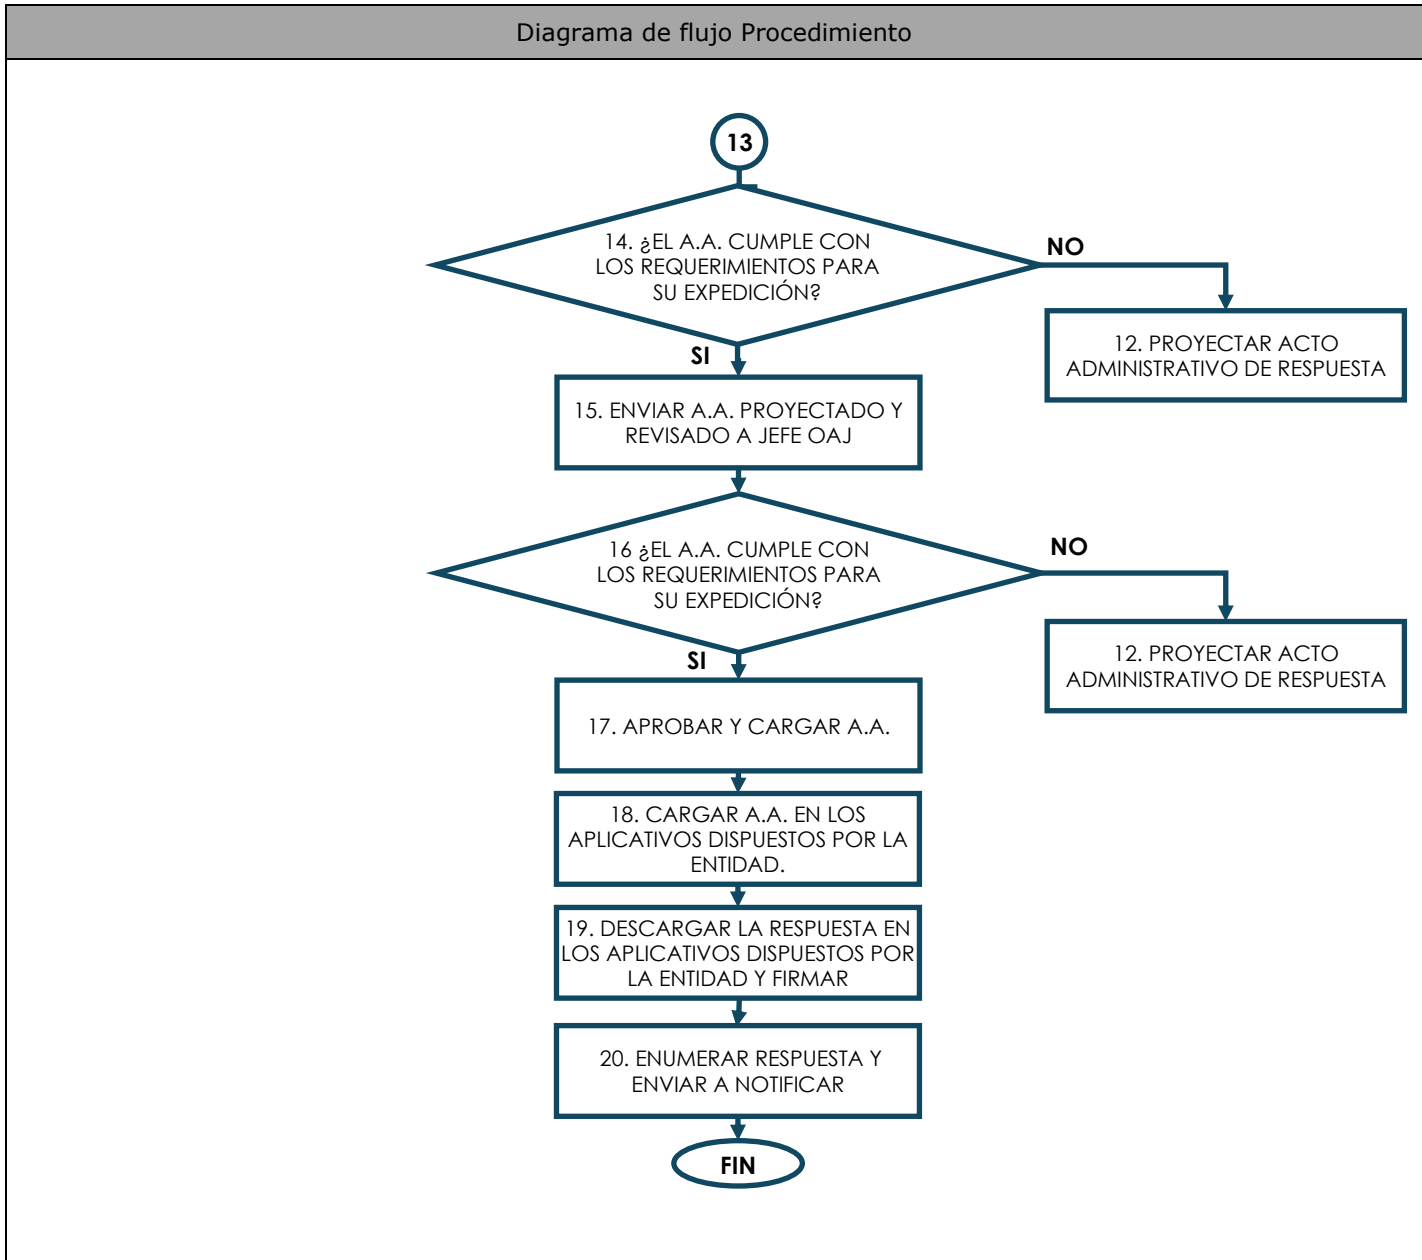 Diagrama de flujo Procedimiento
13
14. ¿EL A.A. CUMPLE CON
LOS REQUERIMIENTOS PARA
SU EXPEDICIÓN?
NO
12. PROYECTAR ACTO
ADMINISTRATIVO DE RESPUESTA
SI
15. ENVIAR A.A. PROYECTADO Y
REVISADO A JEFE OAJ
16 ¿EL A.A. CUMPLE CON
LOS REQUERIMIENTOS PARA
SU EXPEDICIÓN?
NO
12. PROYECTAR ACTO
ADMINISTRATIVO DE RESPUESTA
SI
17. APROBAR Y CARGAR A.A.
18. CARGAR A.A. EN LOS
APLICATIVOS DISPUESTOS POR LA
ENTIDAD.
19. DESCARGAR LA RESPUESTA EN
LOS APLICATIVOS DISPUESTOS POR
LA ENTIDAD Y FIRMAR
20. ENUMERAR RESPUESTA Y
ENVIAR A NOTIFICAR
FIN